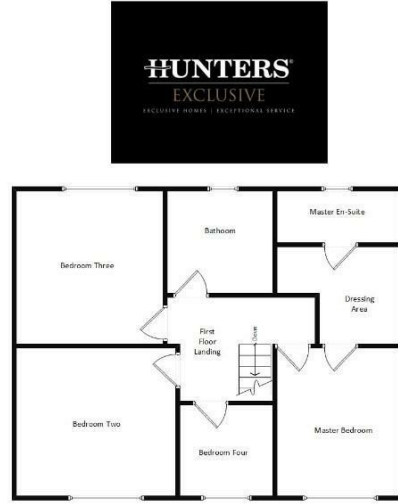 HUNTERS®
EXCLUSIVE
EXCLUSIVE HOMES | EXCEPTIONAL SERVICE
Master En-Suite
Bathoom
Bedroom Three
Dressing
Area
First
Floor
Landing
Down
Bedroom Two
Master Bedroom
Bedroom Four